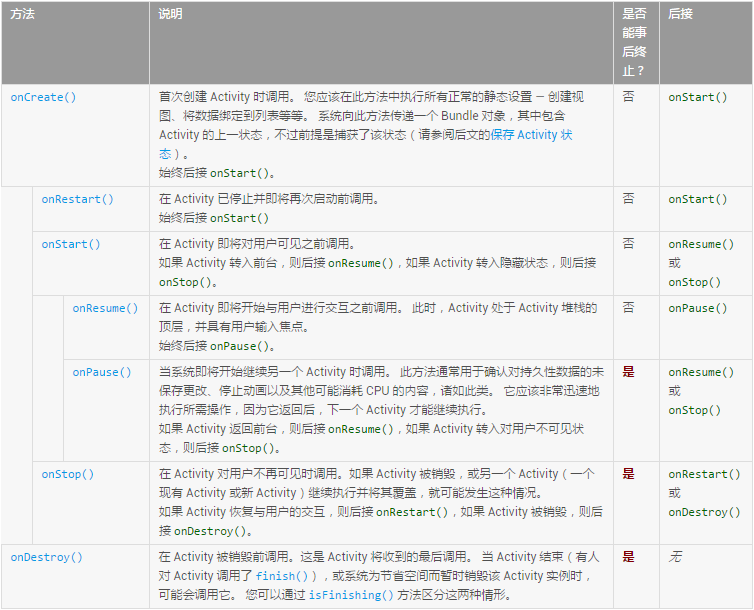 方法 说明 是否能事后终止？ 后接
onCreate() 首次创建 Activity 时调用。 您应该在此方法中执行所有正常的静态设置 — 创建视
图、将数据绑定到列表等等。 系统向此方法传递一个 Bundle 对象，其中包含
Activity 的上一状态，不过前提是捕获了该状态（请参阅后文的保存 Activity 状
态）。
始终后接 onStart()。
否 onStart()
onRestart() 在 Activity 已停止并即将再次启动前调用。
始终后接 onStart()
否 onStart()
onStart() 在 Activity 即将对用户可见之前调用。
如果 Activity 转入前台，则后接 onResume()，如果 Activity 转入隐藏状态，则后接
onStop()。
否 onResume()
或
onStop()
onResume() 在 Activity 即将开始与用户进行交互之前调用。 此时，Activity 处于 Activity 堆栈的
顶层，并具有用户输入焦点。
始终后接 onPause()。
否 onPause()
onPause() 当系统即将开始继续另一个 Activity 时调用。 此方法通常用于确认对持久性数据的未
保存更改、停止动画以及其他可能消耗 CPU 的内容，诸如此类。 它应该非常迅速地
执行所需操作，因为它返回后，下一个 Activity 才能继续执行。
如果 Activity 返回前台，则后接 onResume()，如果 Activity 转入对用户不可见状
态，则后接 onStop()。
是 onResume()
或
onStop()
onStop() 在 Activity 对用户不再可见时调用。如果 Activity 被销毁，或另一个 Activity（一个
现有 Activity 或新 Activity）继续执行并将其覆盖，就可能发生这种情况。
如果 Activity 恢复与用户的交互，则后接 onRestart()，如果 Activity 被销毁，则后
接 onDestroy()。
是 onRestart()
或
onDestroy()
onDestroy() 在 Activity 被销毁前调用。这是 Activity 将收到的最后调用。 当 Activity 结束（有人
对 Activity 调用了 finish()），或系统为节省空间而暂时销毁该 Activity 实例时，
可能会调用它。 您可以通过 isFinishing() 方法区分这两种情形。
是 无